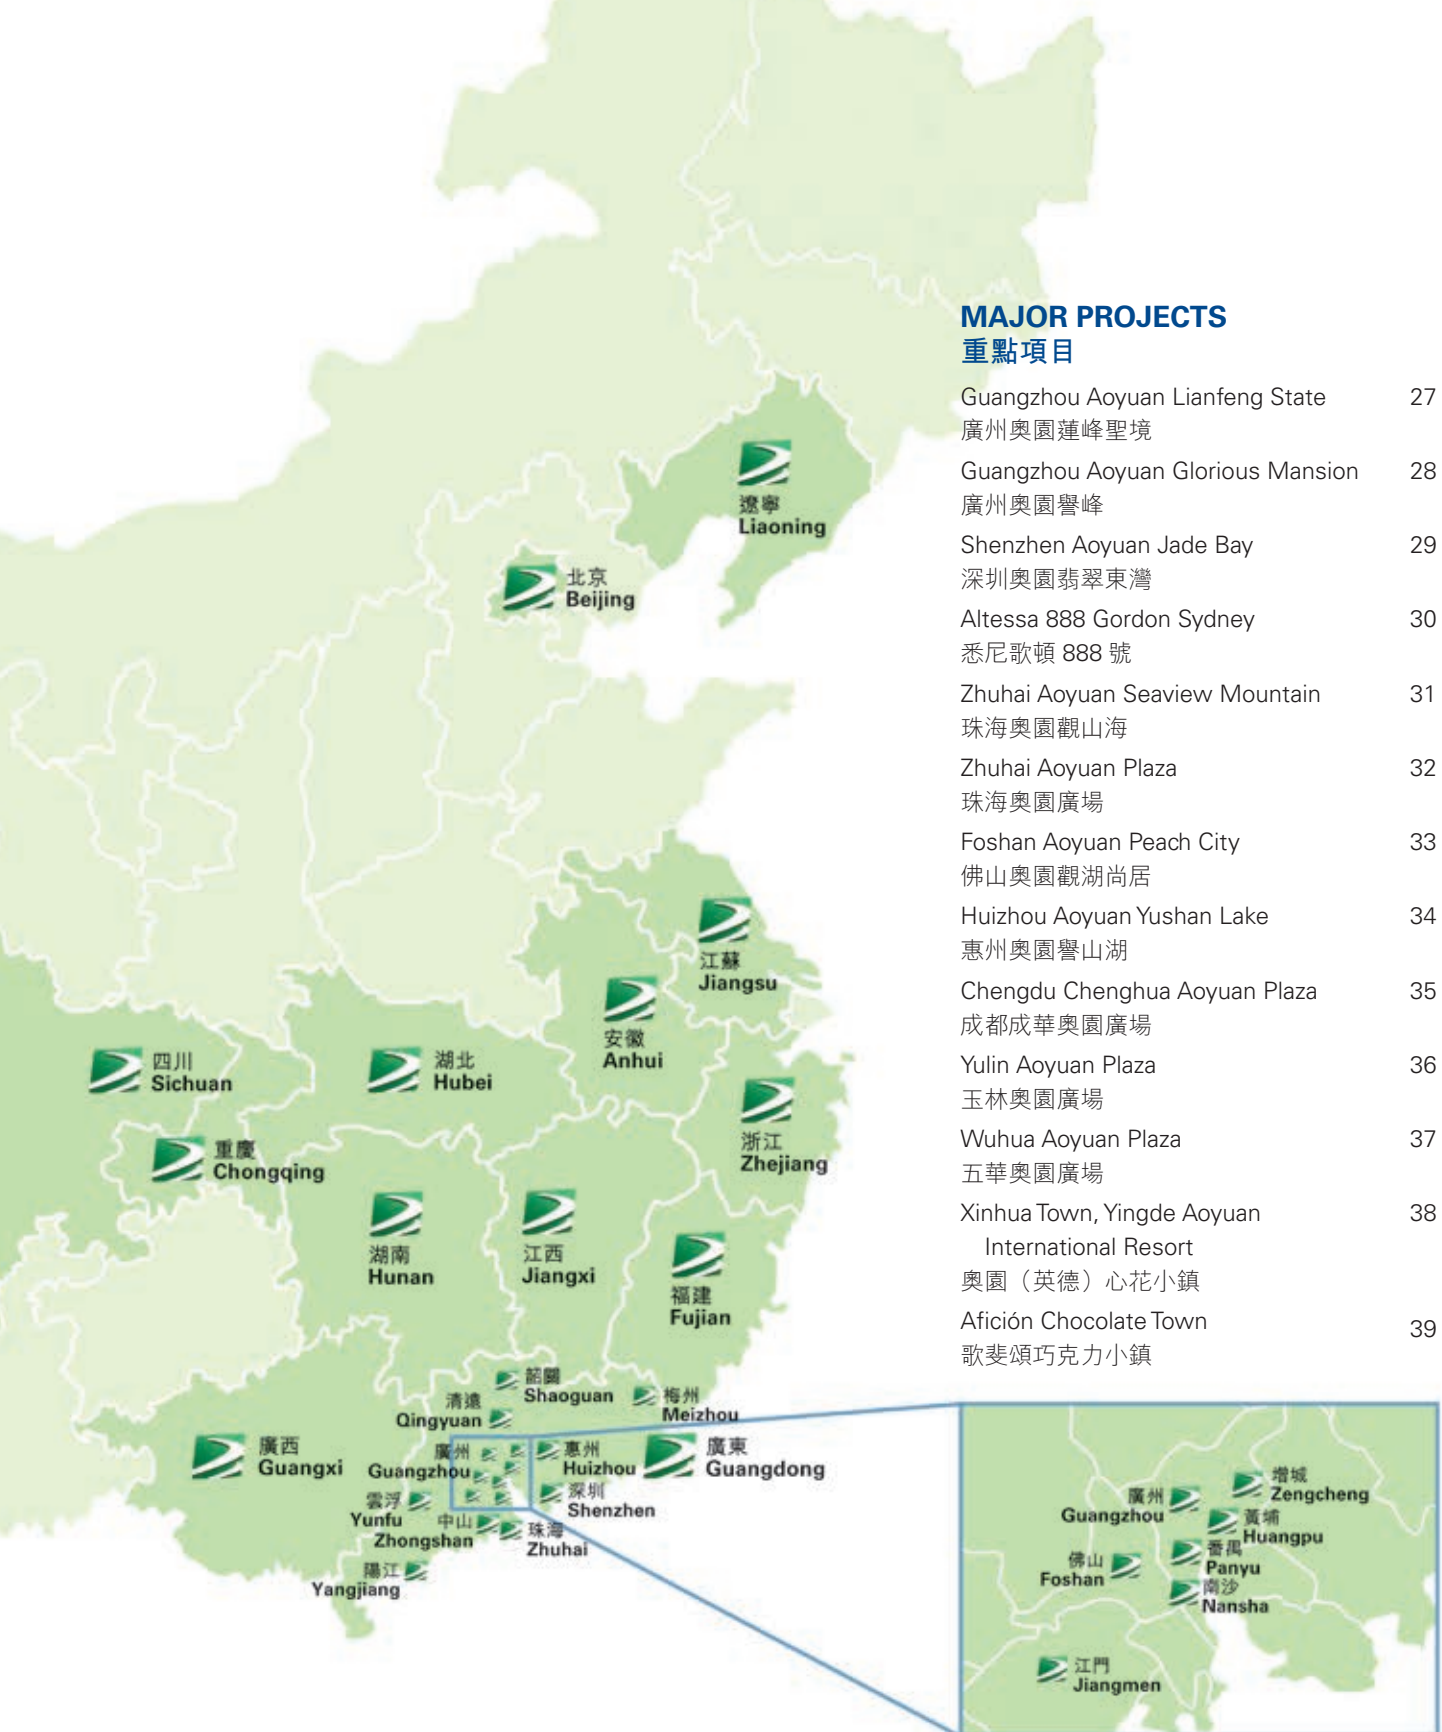 MAJOR PROJECTS
重點項目
Guangzhou Aoyuan Lianfeng State 27
廣州奧園蓮峰聖境
Guangzhou Aoyuan Glorious Mansion 28
廣州奧園譽峰
Shenzhen Aoyuan Jade Bay 29
深圳奧園翡翠東灣
Altessa 888 Gordon Sydney 30
悉尼歌頓 888 號
Zhuhai Aoyuan Seaview Mountain 31
珠海奧園觀山海
Zhuhai Aoyuan Plaza 32
珠海奧園廣場
Foshan Aoyuan Peach City 33
佛山奧園觀湖尚居
Huizhou Aoyuan Yushan Lake 34
惠州奧園譽山湖
Chengdu Chenghua Aoyuan Plaza 35
成都成華奧園廣場
Yulin Aoyuan Plaza 36
玉林奧園廣場
Wuhua Aoyuan Plaza 37
五華奧園廣場
Xinhua Town, Yingde Aoyuan 38
International Resort
奧園（英德）心花小鎮
Afición Chocolate Town 39
歌斐頌巧克力小鎮
遼寧
Liaoning
北京
Beijing
江蘇
Jiangsu
安徽
Anhui
四川
Sichuan
湖北
Hubei
浙江
Zhejiang
重慶
Chongqing
湖南
Hunan
江西
Jiangxi
福建
Fujian
韶關
Shaoguan
梅州
Meizhou
清遠
Qingyuan
廣西
Guangxi
廣州
Guangzhou
惠州
Huizhou
廣東
Guangdong
深圳
Shenzhen
雲浮
Yunfu
中山
Zhongshan
珠海
Zhuhai
陽江
Yangjiang
增城
Zengcheng
廣州
Guangzhou
黃埔
Huangpu
番禺
Panyu
佛山
Foshan
南沙
Nansha
江門
Jiangmen